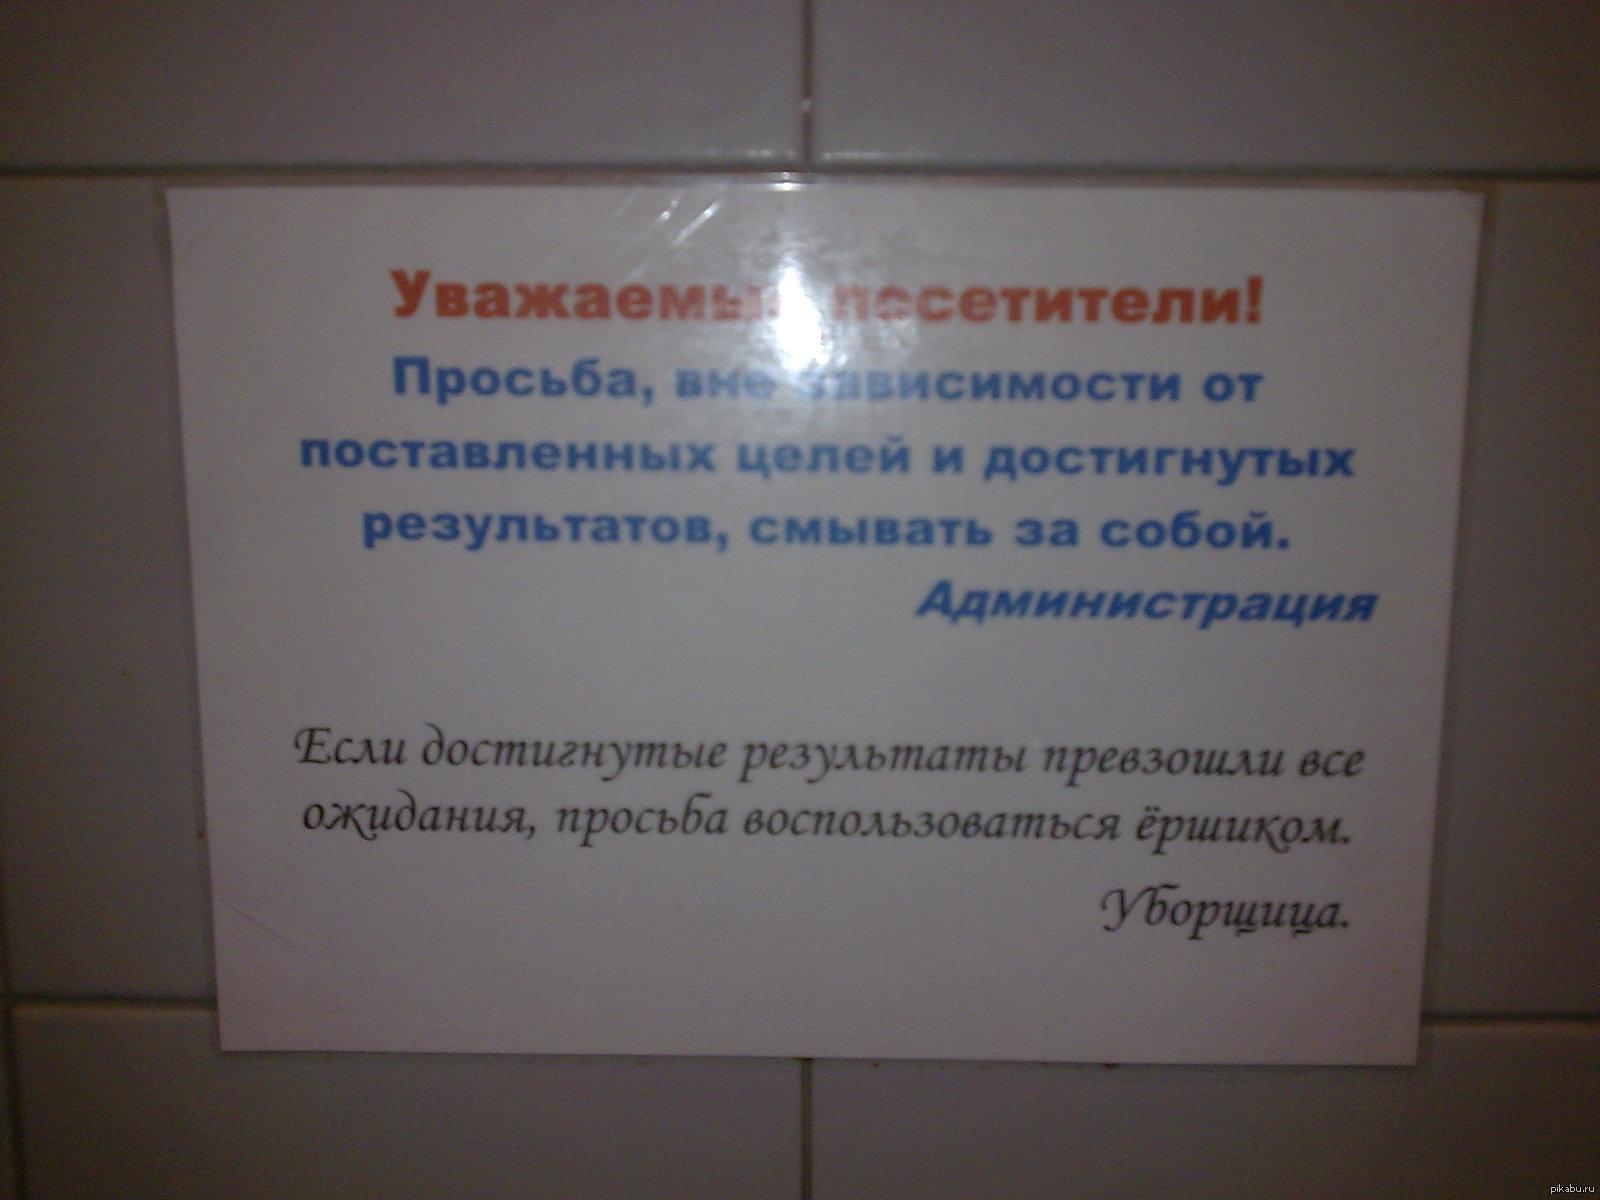 Уважаемые посетители!
Просьба, вне зависимости от
поставленных целей и достигнутых
результатов, смывать за собой.
Администрация
Если достигнутые результаты превзошли все
ожидания, просьба воспользоваться ёршиком.
Уборщица.
pikabu.ru